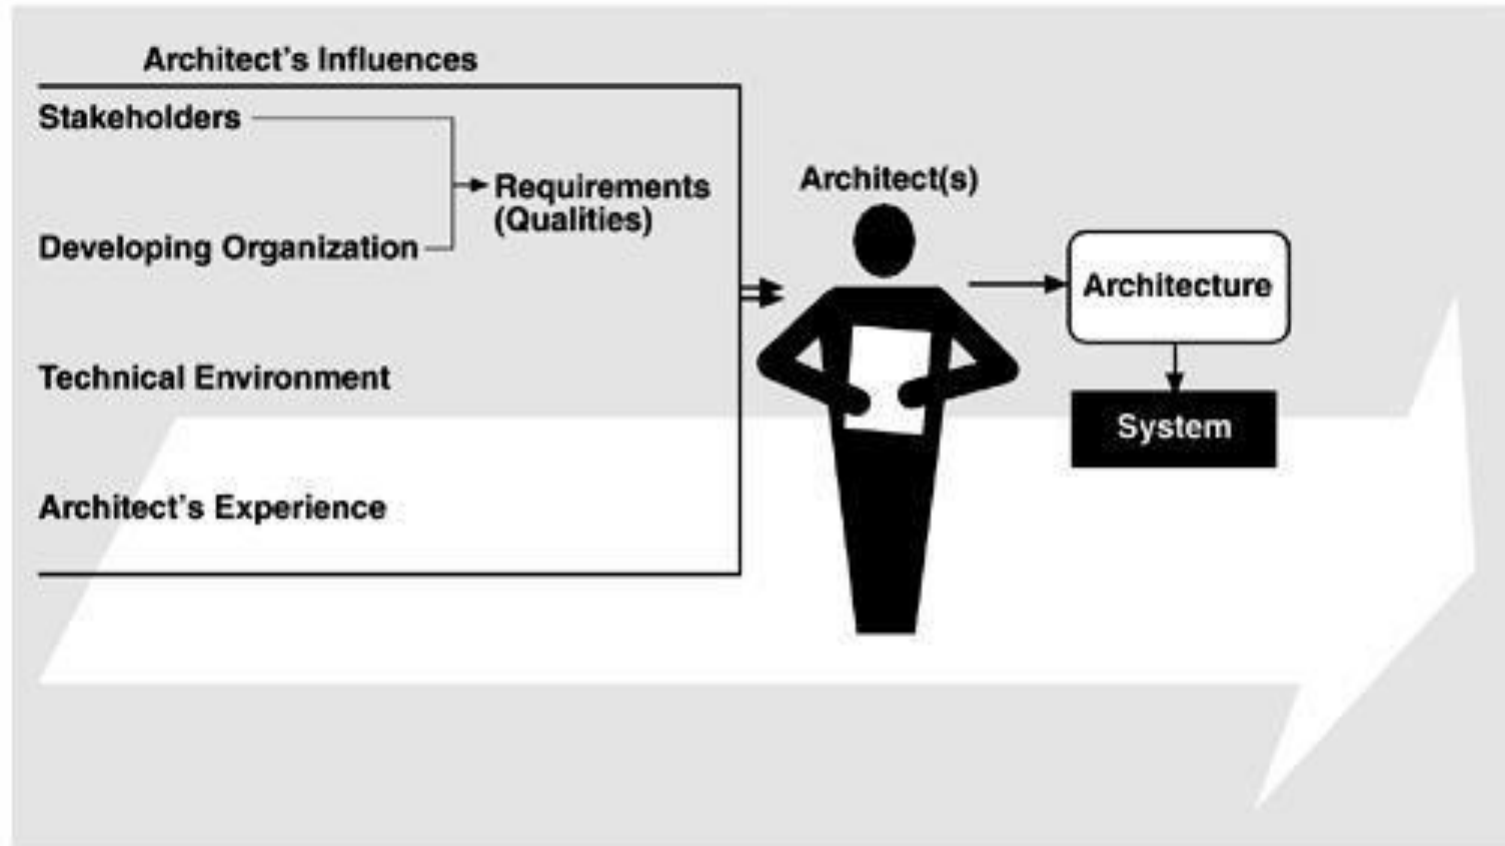 Architect's Influences
Stakeholders
Requirements
(Qualities)
Developing Organization
Technical Environment
Architect's Experience
Architect(s)
Architecture
System